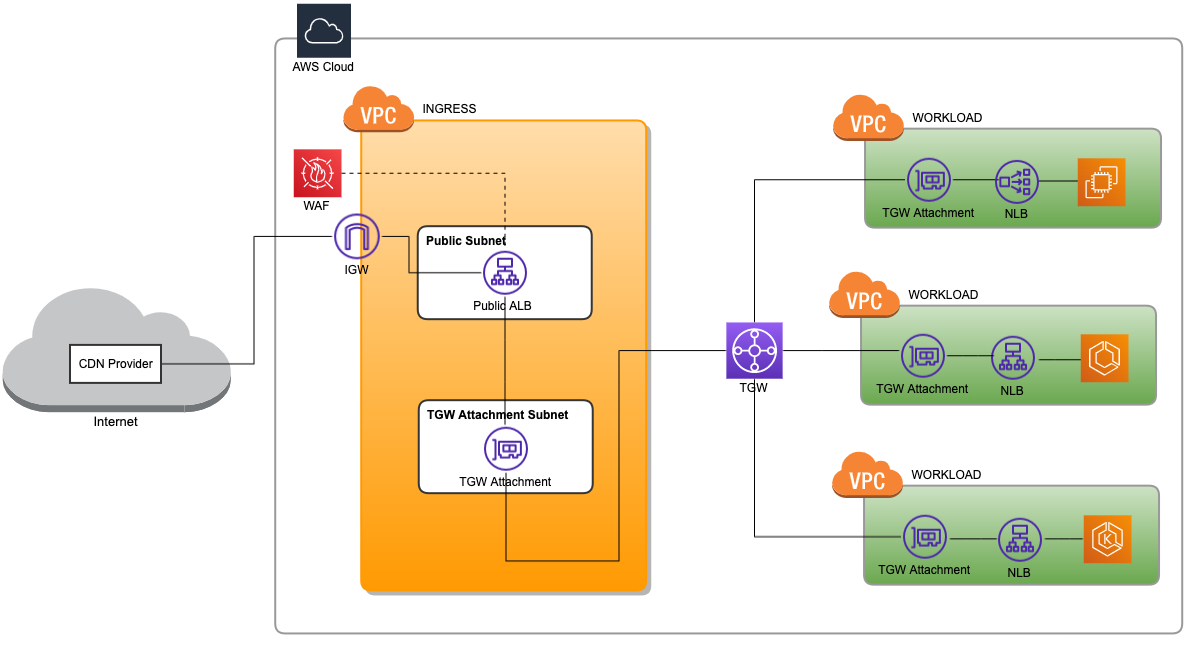 AWS Cloud
VPC
INGRESS
WAF
IGW
Public Subnet
Public ALB
CDN Provider
Internet
TGW Attachment Subnet
TGW Attachment
TGW
VPC
WORKLOAD
TGW Attachment
NLB
VPC
WORKLOAD
TGW Attachment
NLB
VPC
WORKLOAD
TGW Attachment
NLB
K